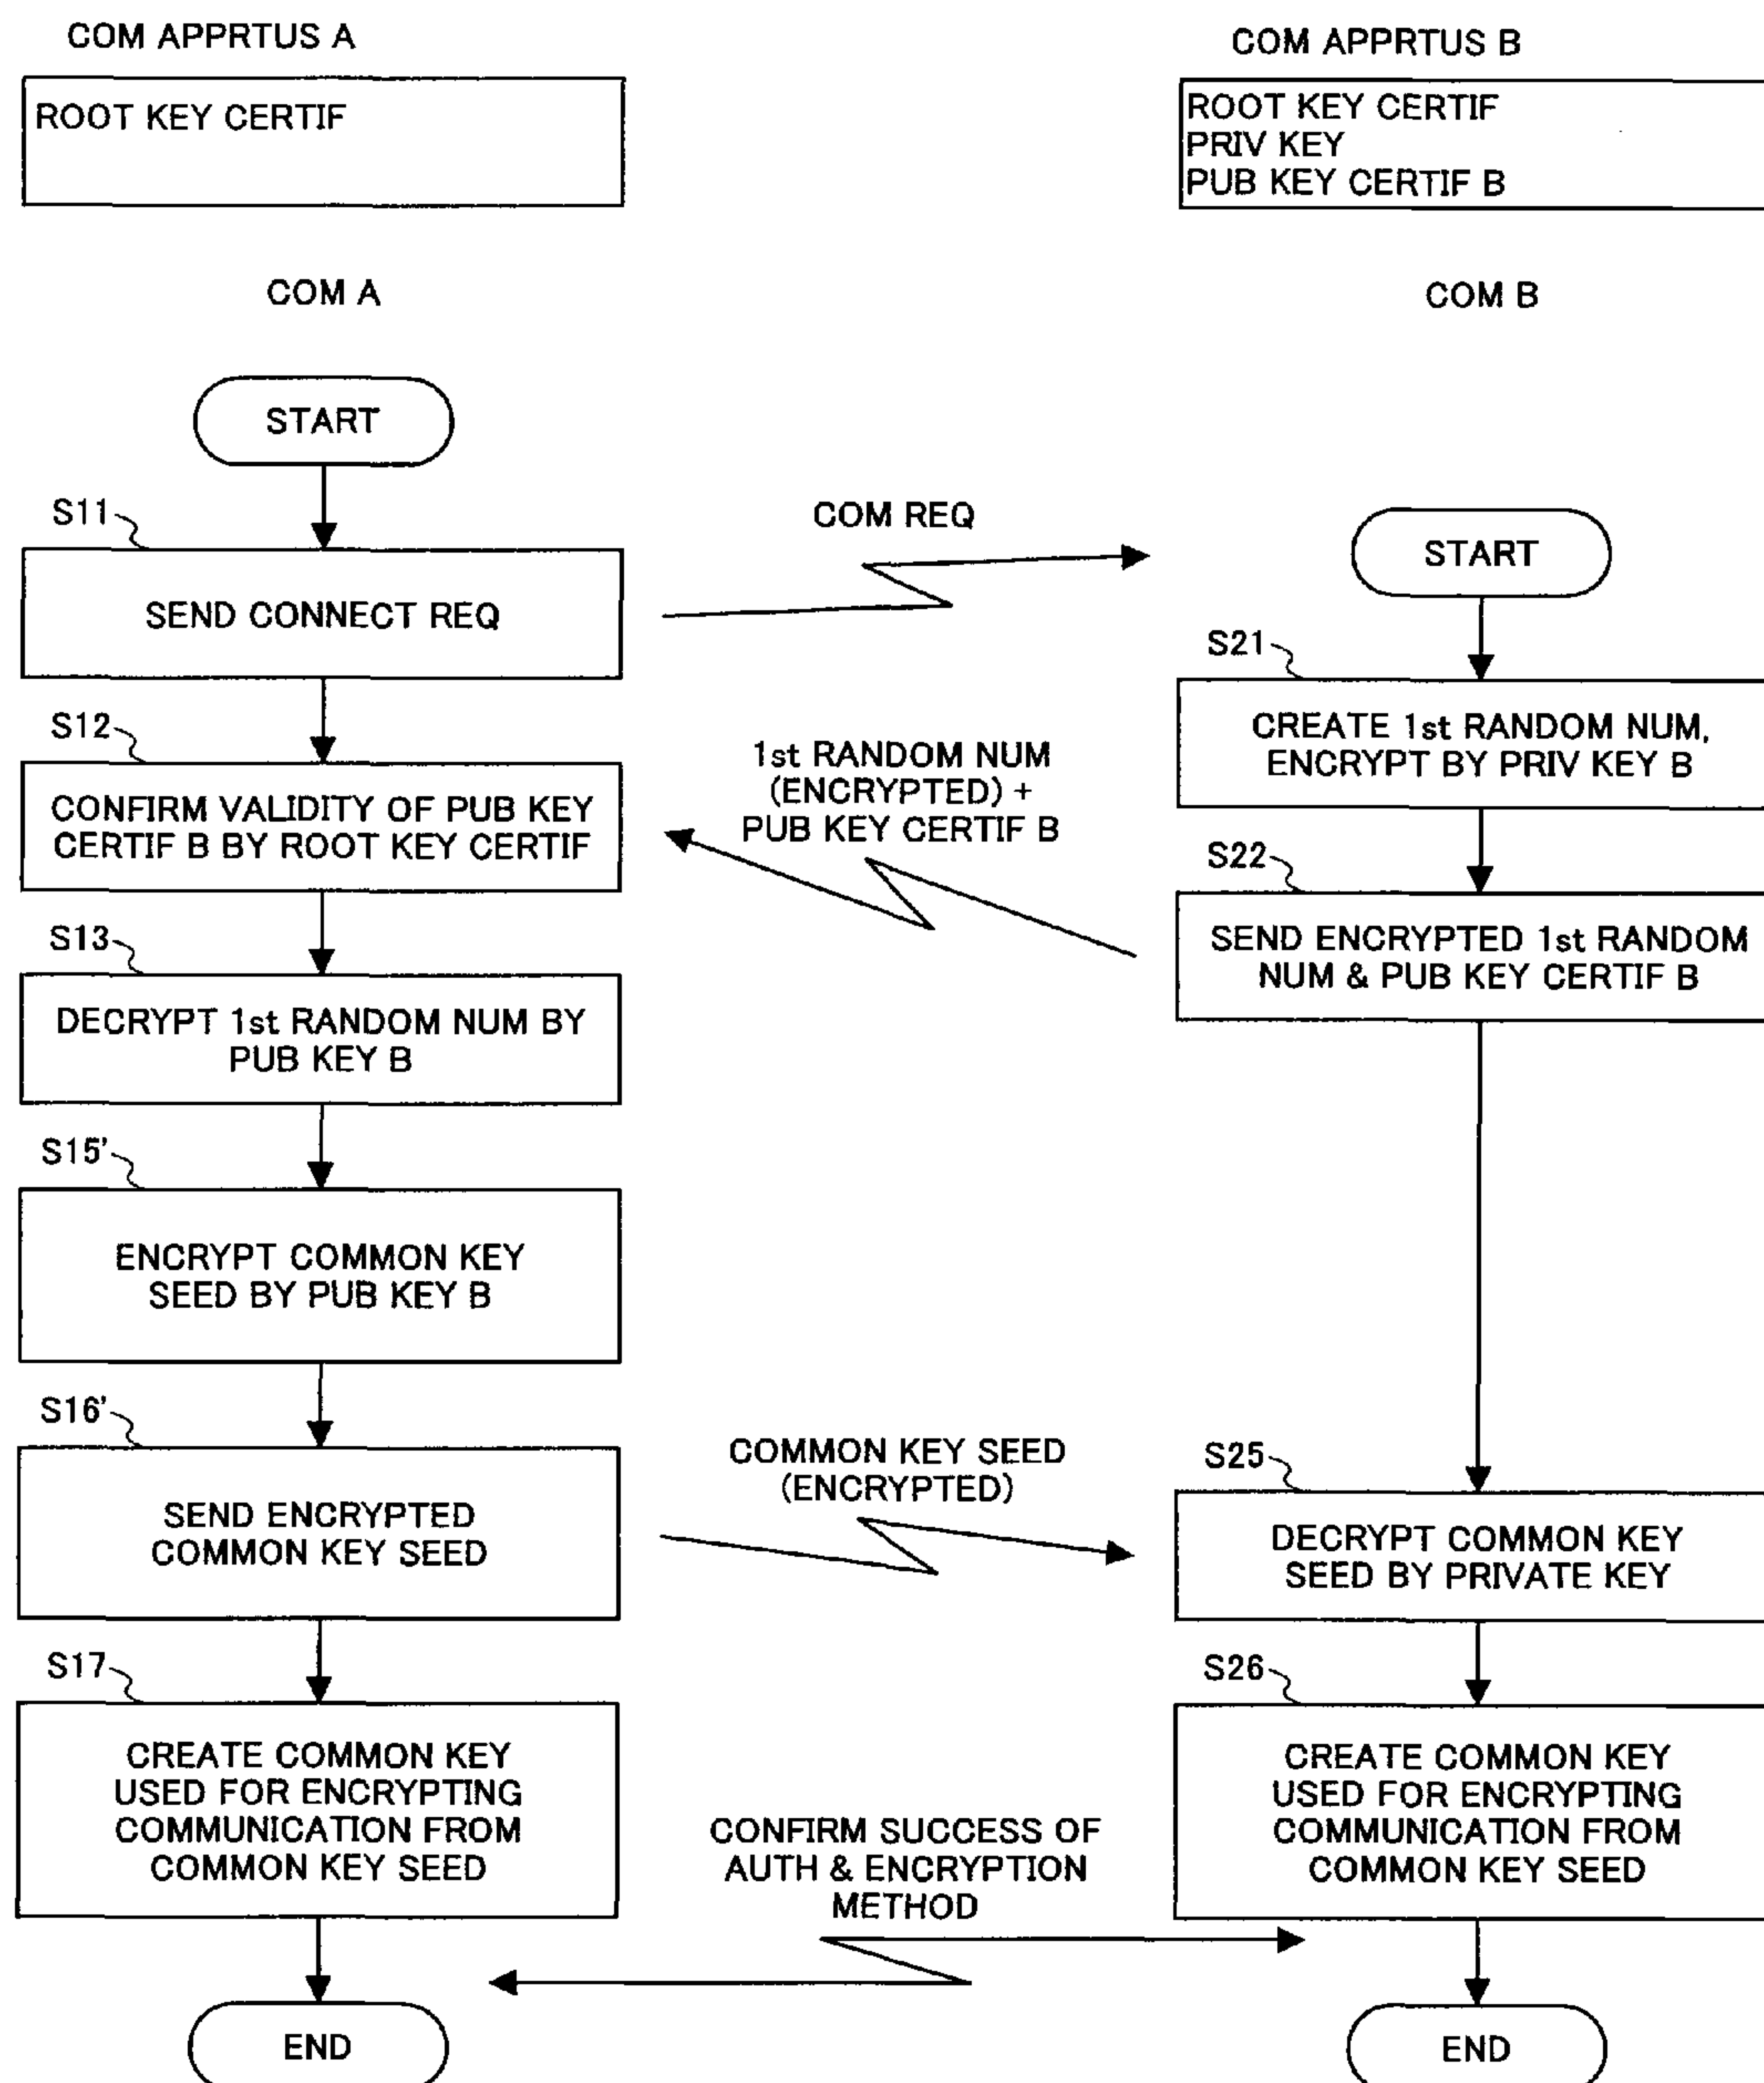 COM APPRTUS A
ROOT KEY CERTIF
COM APPRTUS B
ROOT KEY CERTIF
PRIV KEY
PUB KEY CERTIF B
COM A
COM B
START
S11
SEND CONNECT REQ
COM REQ
START
S21
CREATE 1st RANDOM NUM,
ENCRYPT BY PRIV KEY B
S12
CONFIRM VALIDITY OF PUB KEY
CERTIF B BY ROOT KEY CERTIF
1st RANDOM NUM
(ENCRYPTED) +
PUB KEY CERTIF B
S22
SEND ENCRYPTED 1st RANDOM
NUM & PUB KEY CERTIF B
S13
DECRYPT 1st RANDOM NUM BY
PUB KEY B
S15'
ENCRYPT COMMON KEY
SEED BY PUB KEY B
S16'
SEND ENCRYPTED
COMMON KEY SEED
COMMON KEY SEED
(ENCRYPTED)
S25
DECRYPT COMMON KEY
SEED BY PRIVATE KEY
S17
CREATE COMMON KEY
USED FOR ENCRYPTING
COMMUNICATION FROM
COMMON KEY SEED
S26
CREATE COMMON KEY
USED FOR ENCRYPTING
COMMUNICATION FROM
COMMON KEY SEED
CONFIRM SUCCESS OF
AUTH & ENCRYPTION
METHOD
END
END